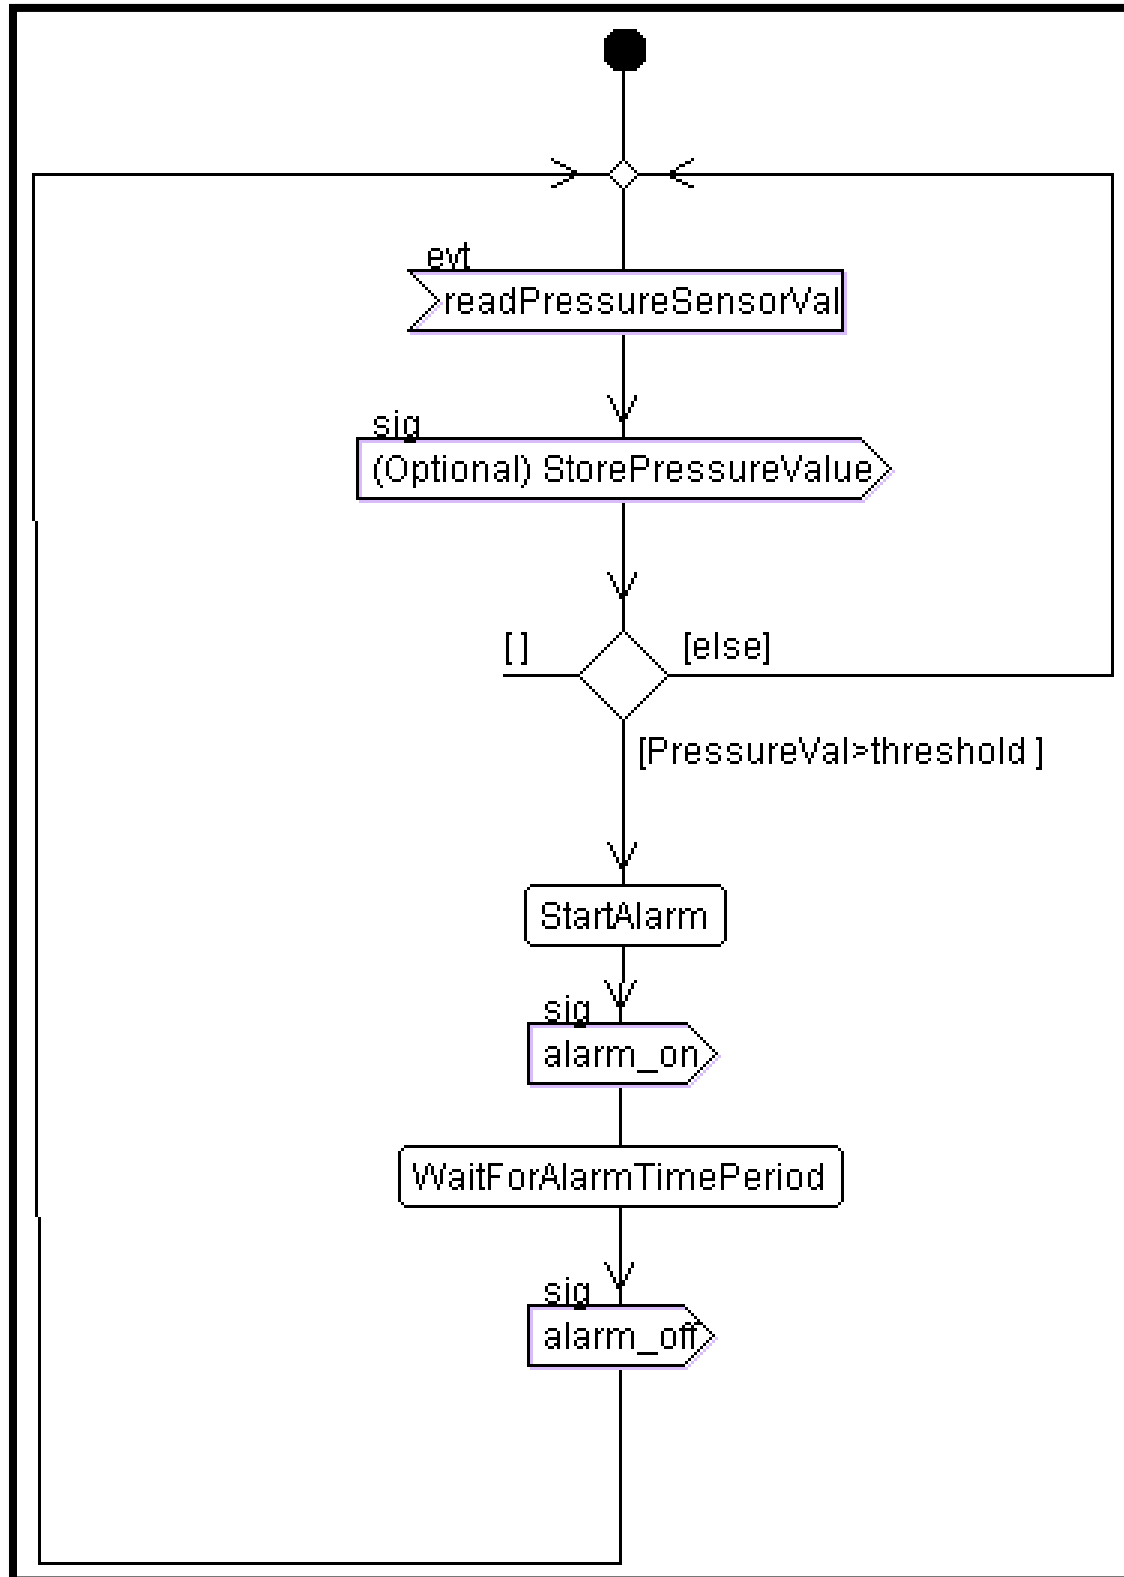 evt
readPressureSensorVal
sig
(Optional) StorePressureValue
[ ]
[else]
[PressureVal>threshold ]
StartAlarm
sig
alarm_on
WaitForAlarmTimePeriod
sig
alarm_off